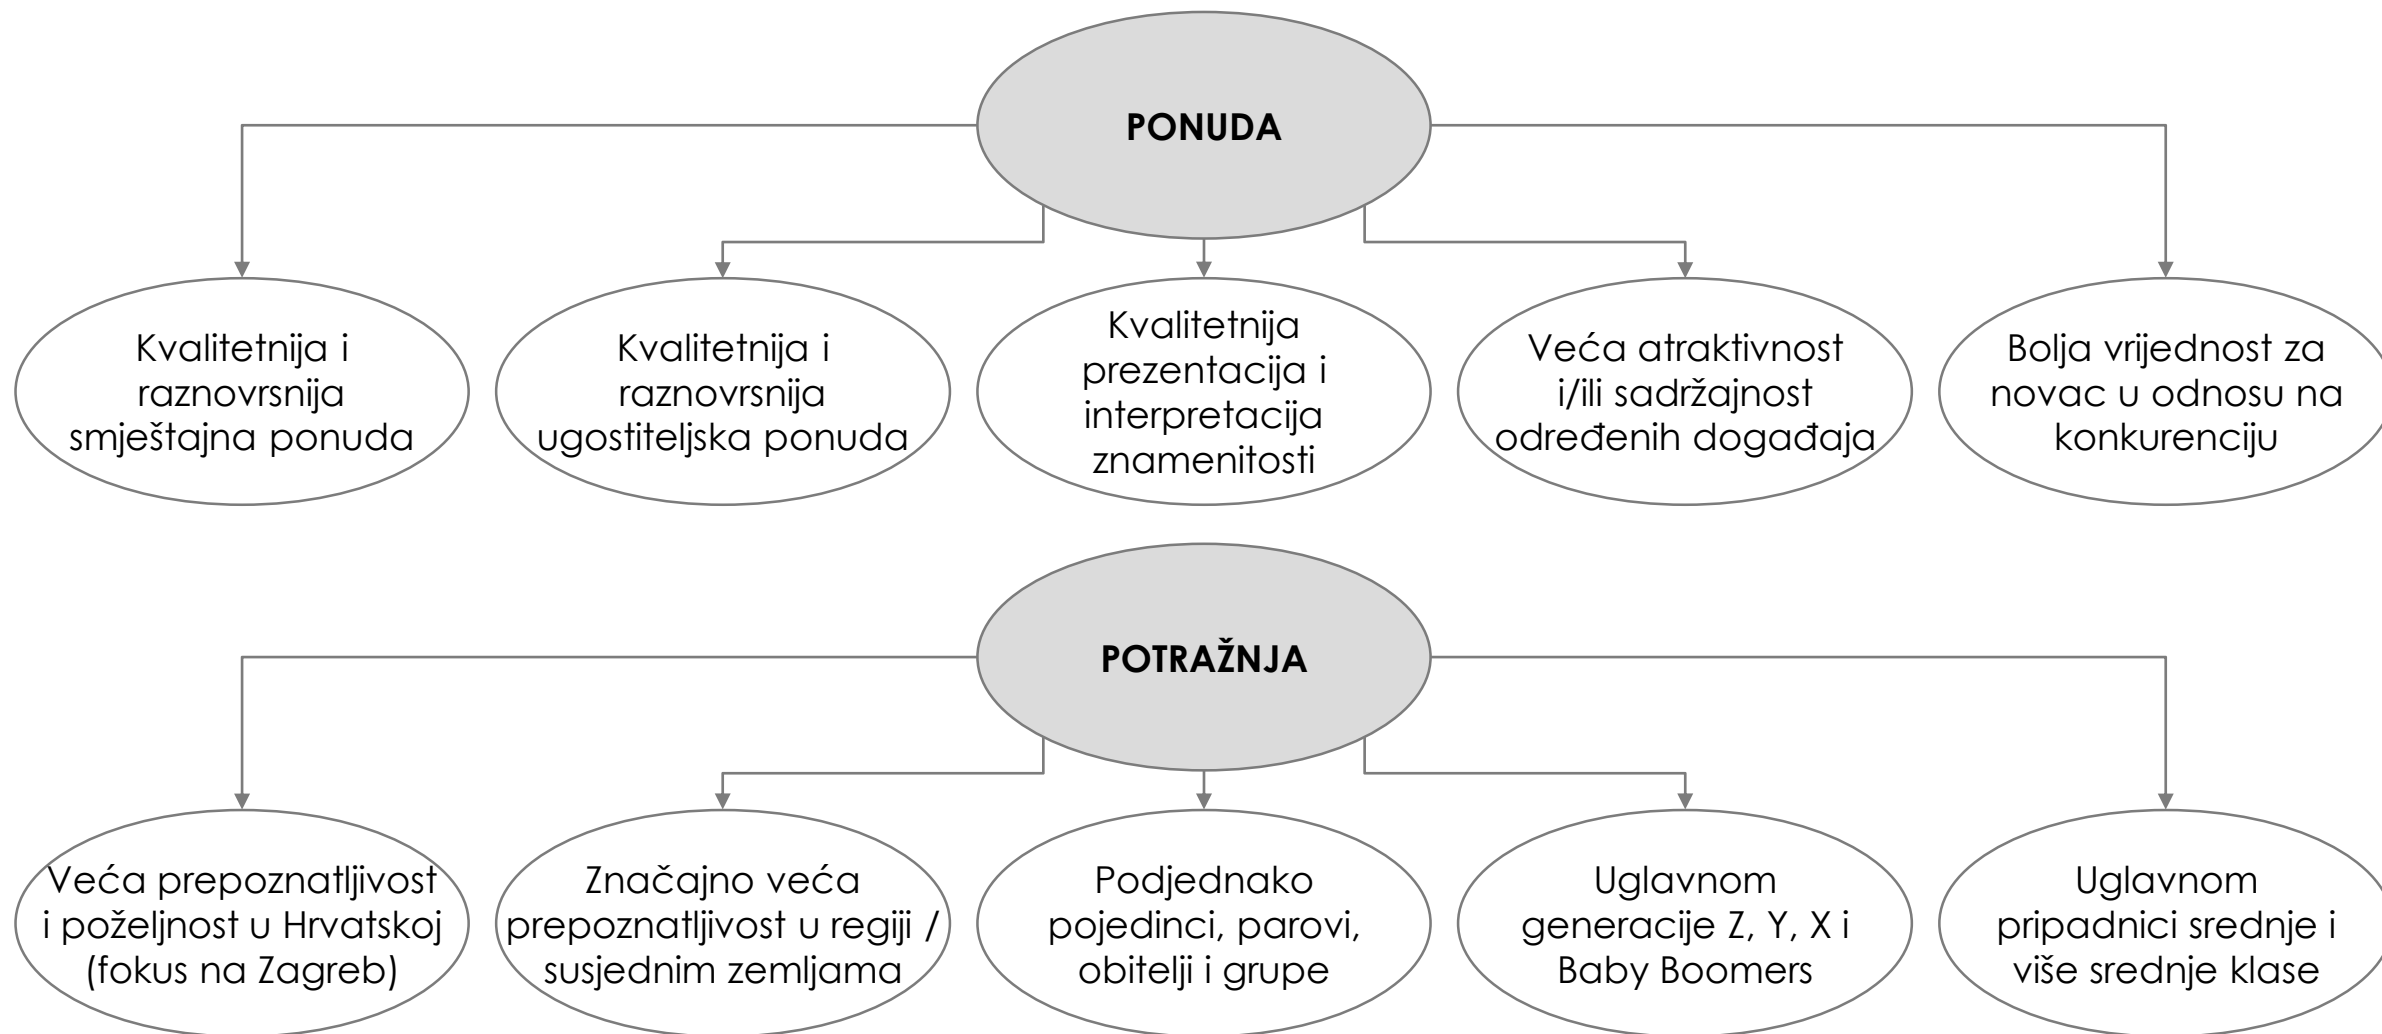 PONUDA
Kvalitetnija i
raznovrsnija
smještajna ponuda
Kvalitetnija i
raznovrsnija
ugostiteljska ponuda
Kvalitetnija
prezentacija i
interpretacija
znamenitosti
Veća atraktivnost
i/ili sadržajnost
određenih događaja
Bolja vrijednost za
novac u odnosu na
konkurenciju
POTRAŽNJA
Veća prepoznatljivost
i poželjnost u Hrvatskoj
(fokus na Zagreb)
Značajno veća
prepoznatljivost u regiji /
susjednim zemljama
Podjednako
pojedinci, parovi,
obitelji i grupe
Uglavnom
generacije Z, Y, X i
Baby Boomers
Uglavnom
pripadnici srednje i
više srednje klase